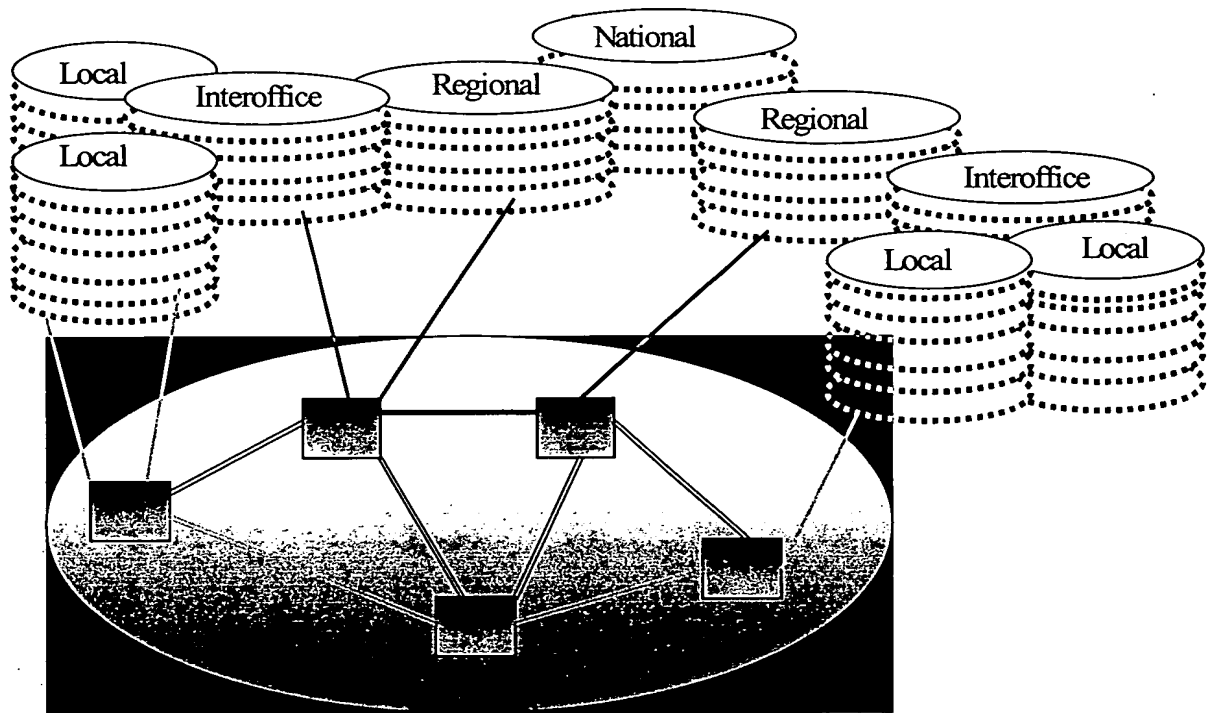 National
Local
Interoffice
Regional
Regional
Local
Interoffice
Local
Local